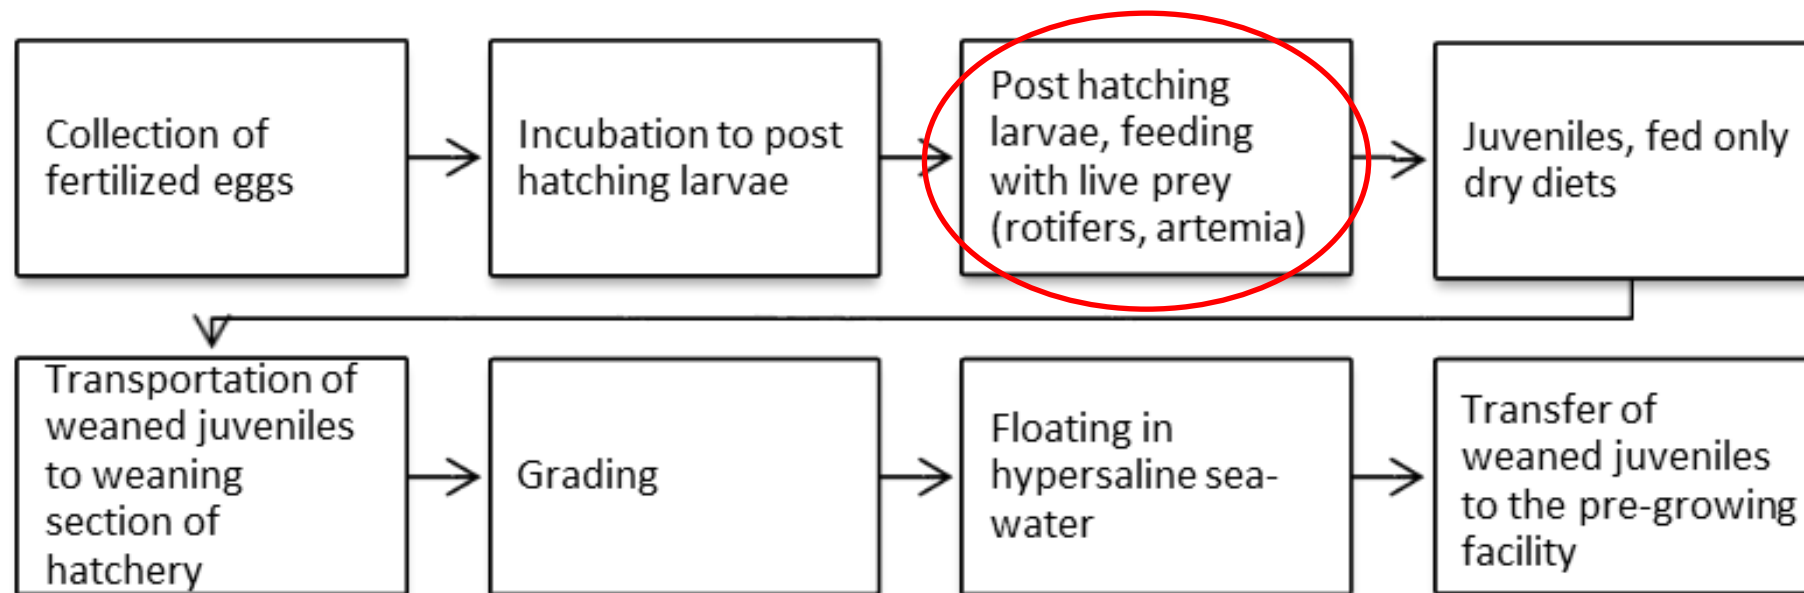 Collection of
fertilized eggs
Incubation to post
hatching larvae
Post hatching
larvae, feeding
with live prey
(rotifers, artemia)
Juveniles, fed only
dry diets
Transportation of
weaned juveniles
to weaning
section of
hatchery
Grading
Floating in
hypersaline sea-
water
Transfer of
weaned juveniles
to the pre-growing
facility